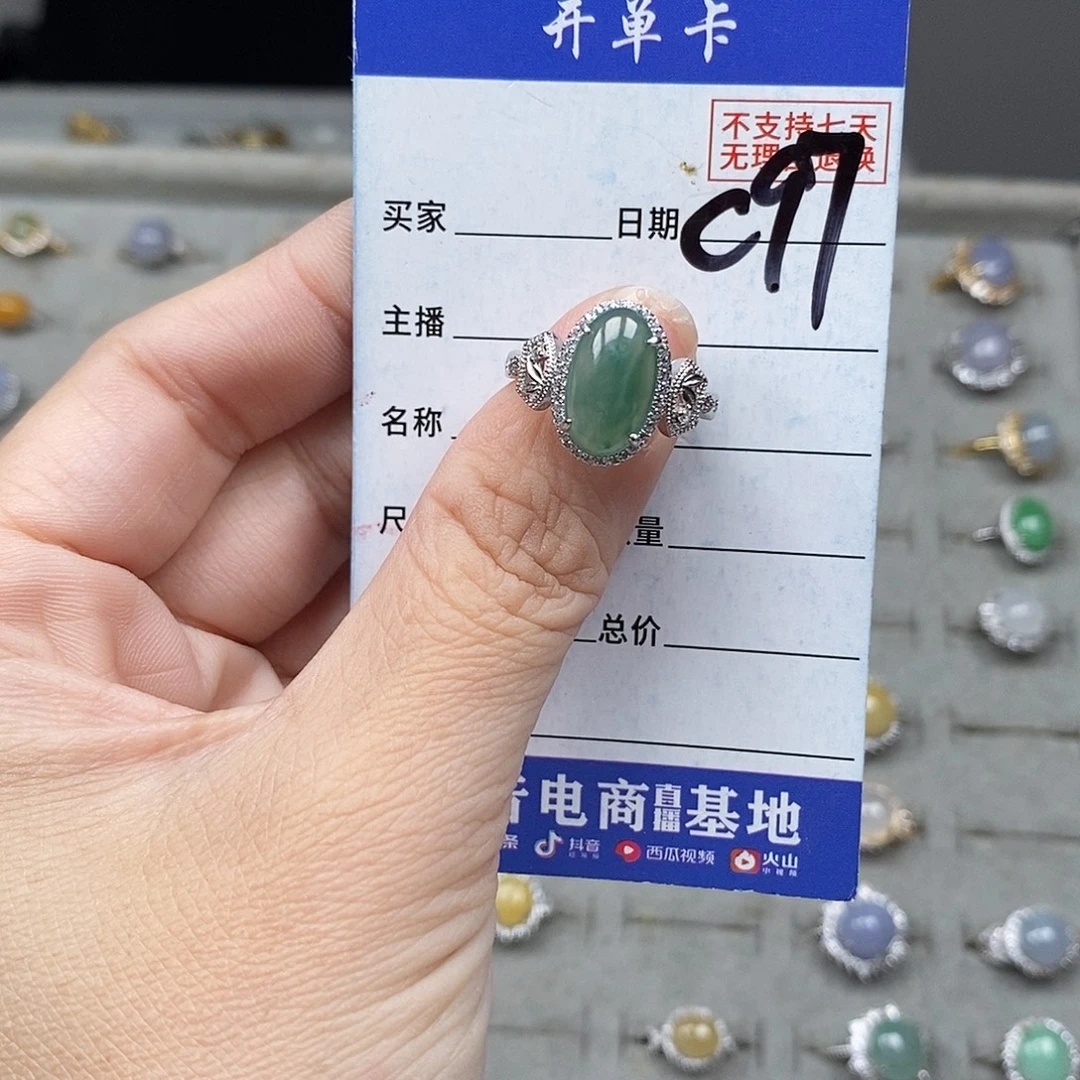 开单卡
不支持七天
无理由退换
买家 日期 C97
主播
名称
尺 量
总价
电商直播基地
抖音 西瓜视频 火山